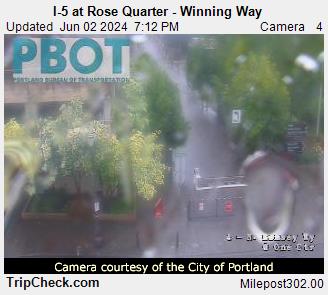 I-5 at Rose Quarter - Winning Way
Updated Jun 02 2024 7:12 PM Camera 4
PBOT
PORTLAND BUREAU OF TRANSPORTATION
Camera courtesy of the City of Portland
TripCheck.com Milepost302.00